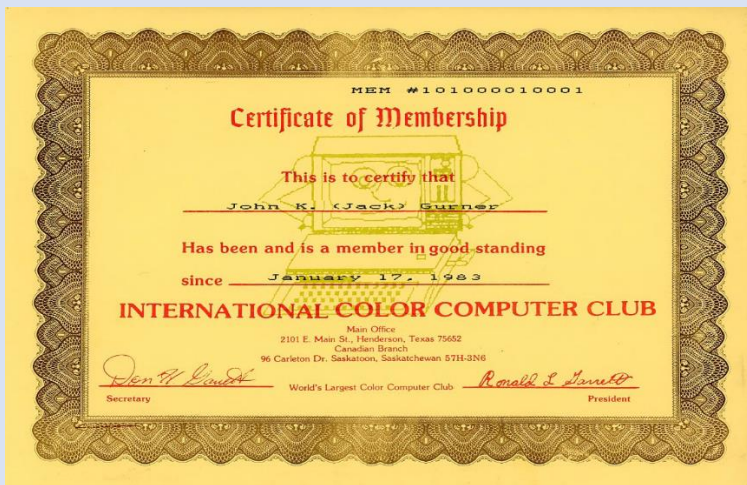 MEM #101000010001
Certificate of Membership
This is to certify that
John K. (Jack) Gurner
Has been and is a member in good standing
since January 17, 1983
INTERNATIONAL COLOR COMPUTER CLUB
Main Office
2101 E. Main St., Henderson, Texas 75652
Canadian Branch
96 Carleton Dr. Saskatoon, Saskatchewan 57H-3N6
World's Largest Color Computer Club Ronald L Garrett
Secretary President